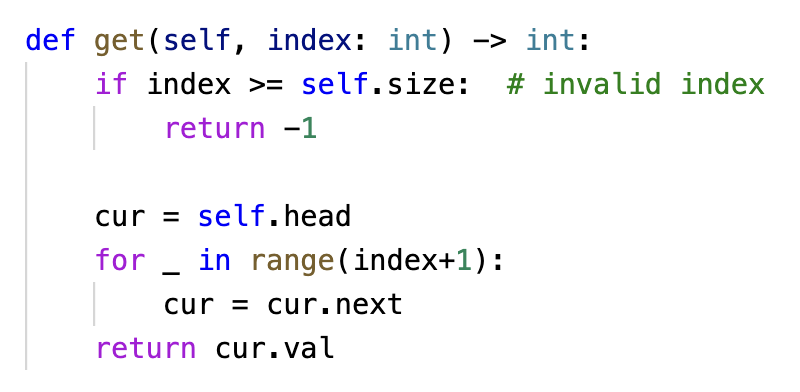 def get(self, index: int) -> int:
    if index >= self.size:  # invalid index
        return -1

    cur = self.head
    for _ in range(index+1):
        cur = cur.next
    return cur.val